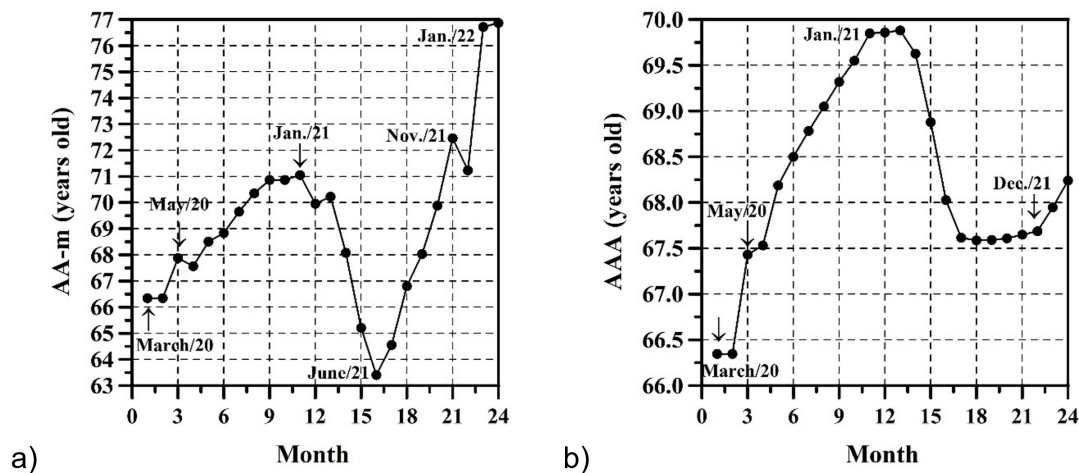 77
76
75
74
73
72
71
70
69
68
67
66
65
64
63
AA-m (years old)
Jan./22
Nov./21
Jan./21
May/20
March/20
June/21
0 3 6 9 12 15 18 21 24
Month
a)
70.0
69.5
69.0
68.5
68.0
67.5
67.0
66.5
66.0
AAA (years old)
Jan./21
Dec./21
May/20
March/20
0 3 6 9 12 15 18 21 24
Month
b)